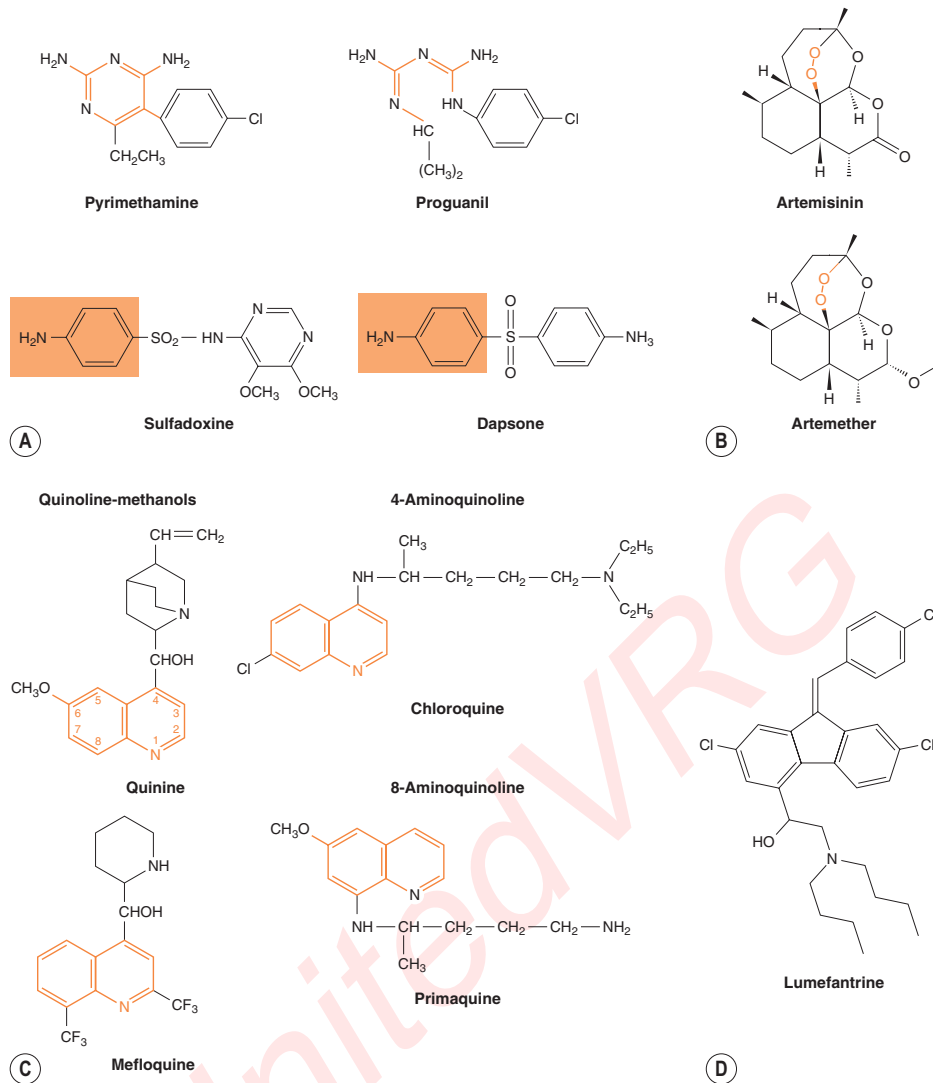 H₂N N NH₂
N
Cl
CH₂CH₃
Pyrimethamine
H₂N N NH₂
N HN
CH Cl
(CH₃)₂
Proguanil
O
O O
H
O
H
H O
Artemisinin
H₂N SO₂ HN N
N
OCH₃ OCH₃
Sulfadoxine
O
H₂N S NH₃
O
Dapsone
O
O O
H
O
H
H O
Artemether
A
B
Quinoline-methanols
CH CH₂
N
CHOH
CH₃O 5 4
6 3
7 2
8 1
N
Quinine
4-Aminoquinoline
CH₃ C₂H₅
NH CH CH₂ CH₂ CH₂ N
C₂H₅
Cl N
Chloroquine
8-Aminoquinoline
CH₃O
N
NH CH CH₂ CH₂ CH₂ NH₂
CH₃
Primaquine
NH
CHOH
N CF₃
CF₃
Mefloquine
C
Cl Cl
HO
N
Lumefantrine
D
nitedVRG